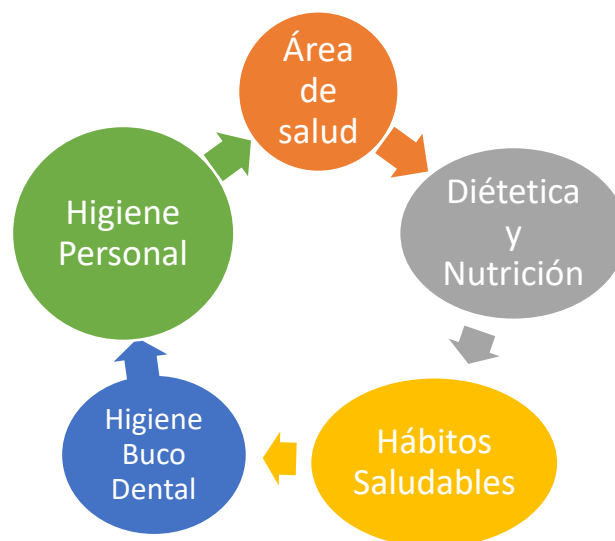 Área
de
salud
Diétetica
y
Nutrición
Hábitos
Saludables
Higiene
Buco
Dental
Higiene
Personal